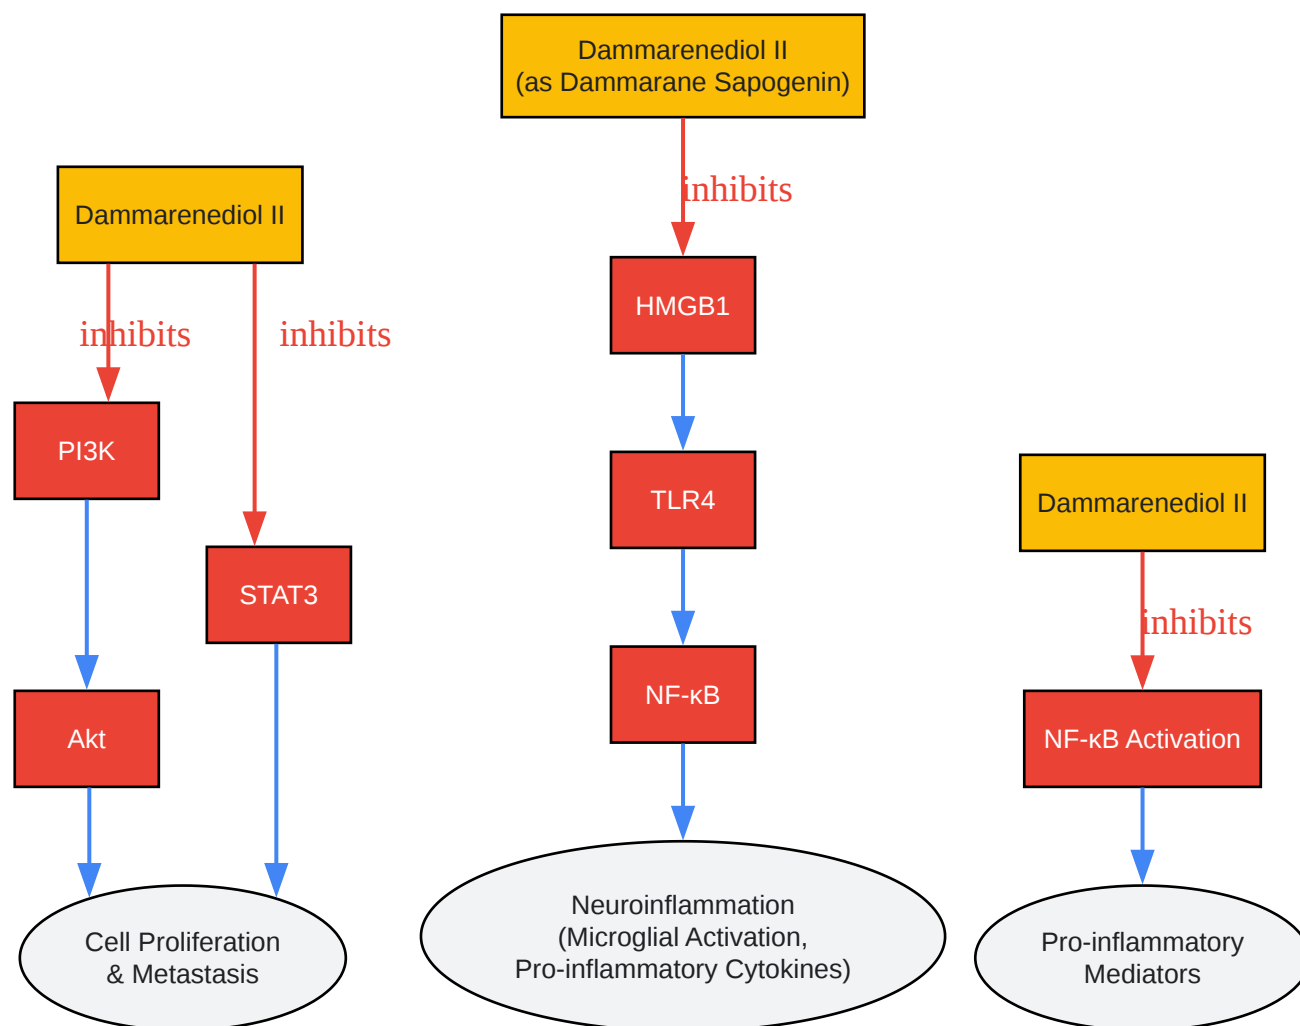 Dammarenediol II
inhibits
inhibits
PI3K
STAT3
Akt
Cell Proliferation
& Metastasis
Dammarenediol II
(as Dammarane Sapogenin)
inhibits
HMGB1
TLR4
NF-κB
Neuroinflammation
(Microglial Activation,
Pro-inflammatory Cytokines)
Dammarenediol II
inhibits
NF-κB Activation
Pro-inflammatory
Mediators